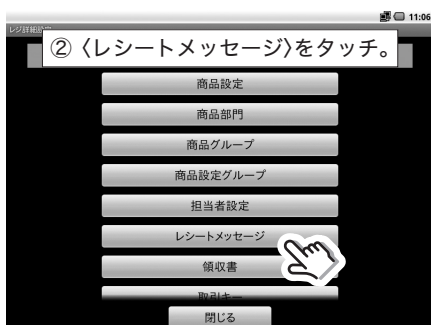 11:06
レジ詳細設定
② 〈レシートメッセージ〉をタッチ。
商品設定
商品部門
商品グループ
商品設定グループ
担当者設定
レシートメッセージ
領収書
取引キー
閉じる